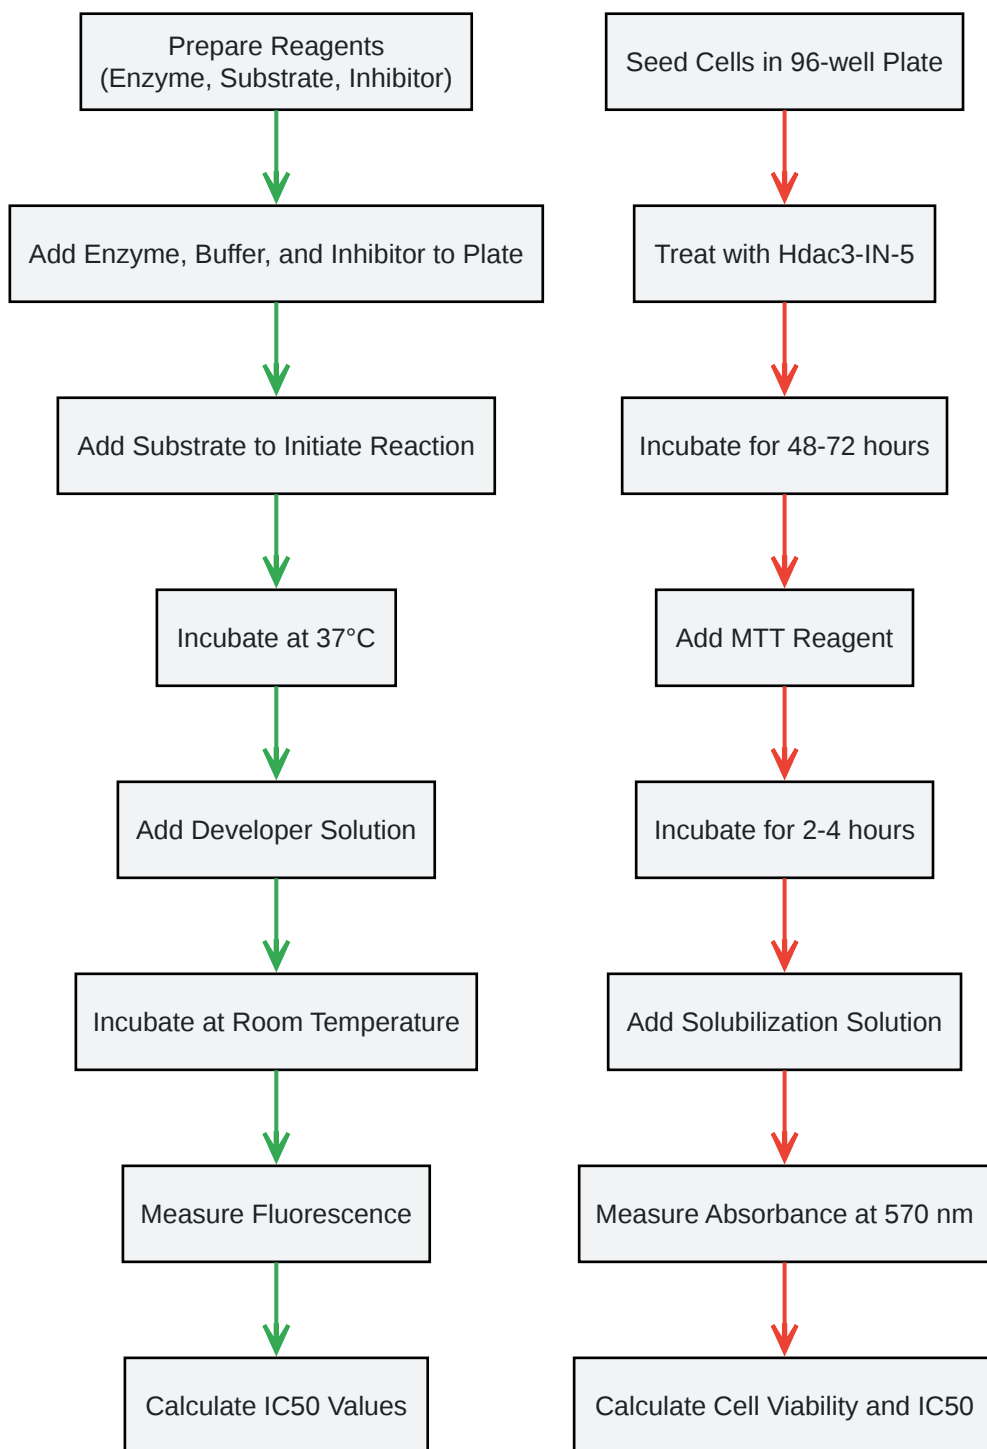 Prepare Reagents
(Enzyme, Substrate, Inhibitor)
Add Enzyme, Buffer, and Inhibitor to Plate
Add Substrate to Initiate Reaction
Incubate at 37°C
Add Developer Solution
Incubate at Room Temperature
Measure Fluorescence
Calculate IC50 Values
Seed Cells in 96-well Plate
Treat with Hdac3-IN-5
Incubate for 48-72 hours
Add MTT Reagent
Incubate for 2-4 hours
Add Solubilization Solution
Measure Absorbance at 570 nm
Calculate Cell Viability and IC50